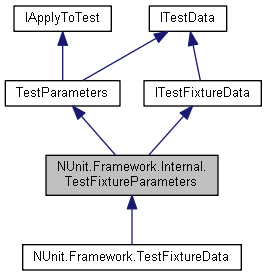 IApplyToTest
ITestData
TestParameters
ITestFixtureData
NUnit.Framework.Internal.
TestFixtureParameters
NUnit.Framework.TestFixtureData